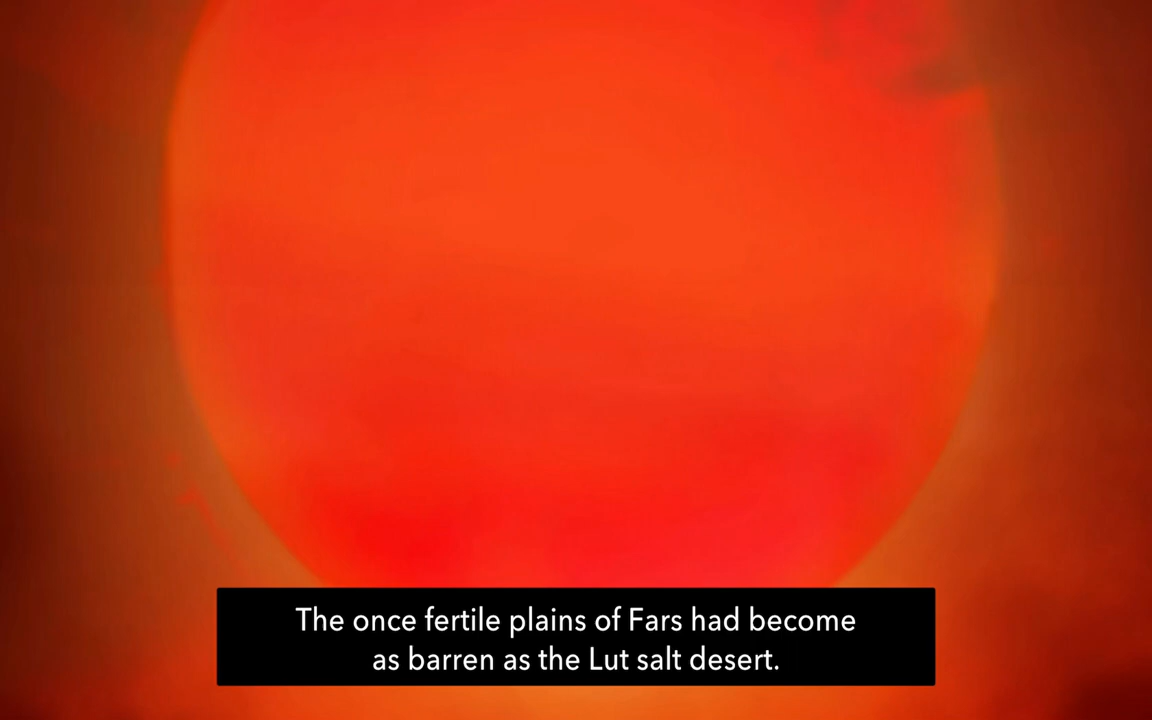 The once fertile plains of Fars had become
as barren as the Lut salt desert.